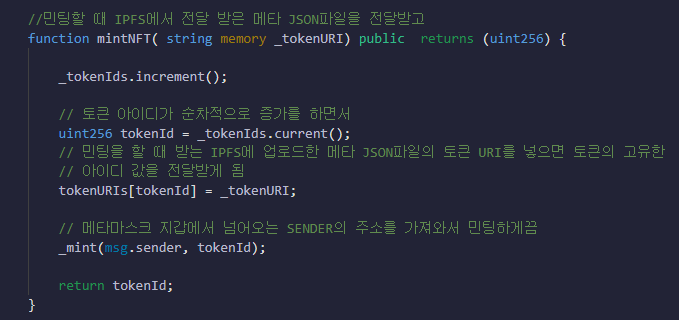 //민팅할 때 IPFS에서 전달 받은 메타 JSON파일을 전달받고
function mintNFT( string memory _tokenURI) public  returns (uint256) {
_tokenIds.increment();
// 토큰 아이디가 순차적으로 증가를 하면서
uint256 tokenId = _tokenIds.current();
// 민팅을 할 때 받는 IPFS에 업로드한 메타 JSON파일의 토큰 URI를 넣으면 토큰의 고유한
// 아이디 값을 전달받게 됨
tokenURIs[tokenId] = _tokenURI;
// 메타마스크 지갑에서 넘어오는 SENDER의 주소를 가져와서 민팅하게끔
_mint(msg.sender, tokenId);
return tokenId;
}